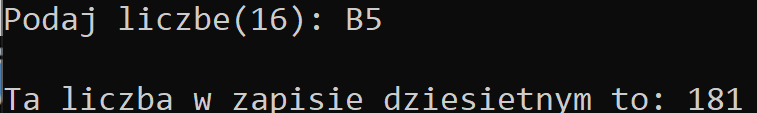 Podaj liczbe(16): B5
Ta liczba w zapisie dziesietnym to: 181